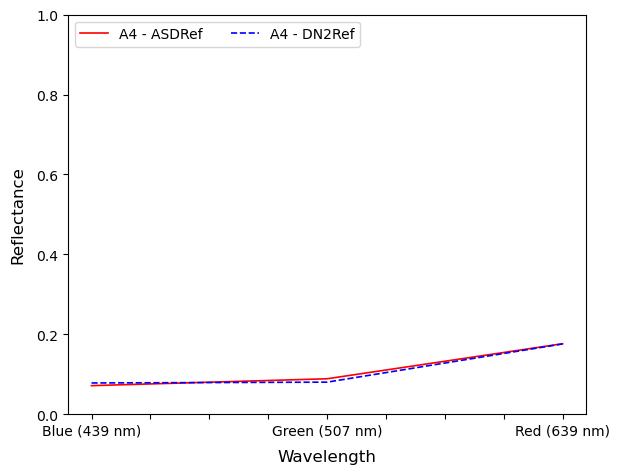 A4 - ASDRef
A4 - DN2Ref
1.0
0.8
0.6
0.4
0.2
0.0
Reflectance
Blue (439 nm)
Green (507 nm)
Red (639 nm)
Wavelength